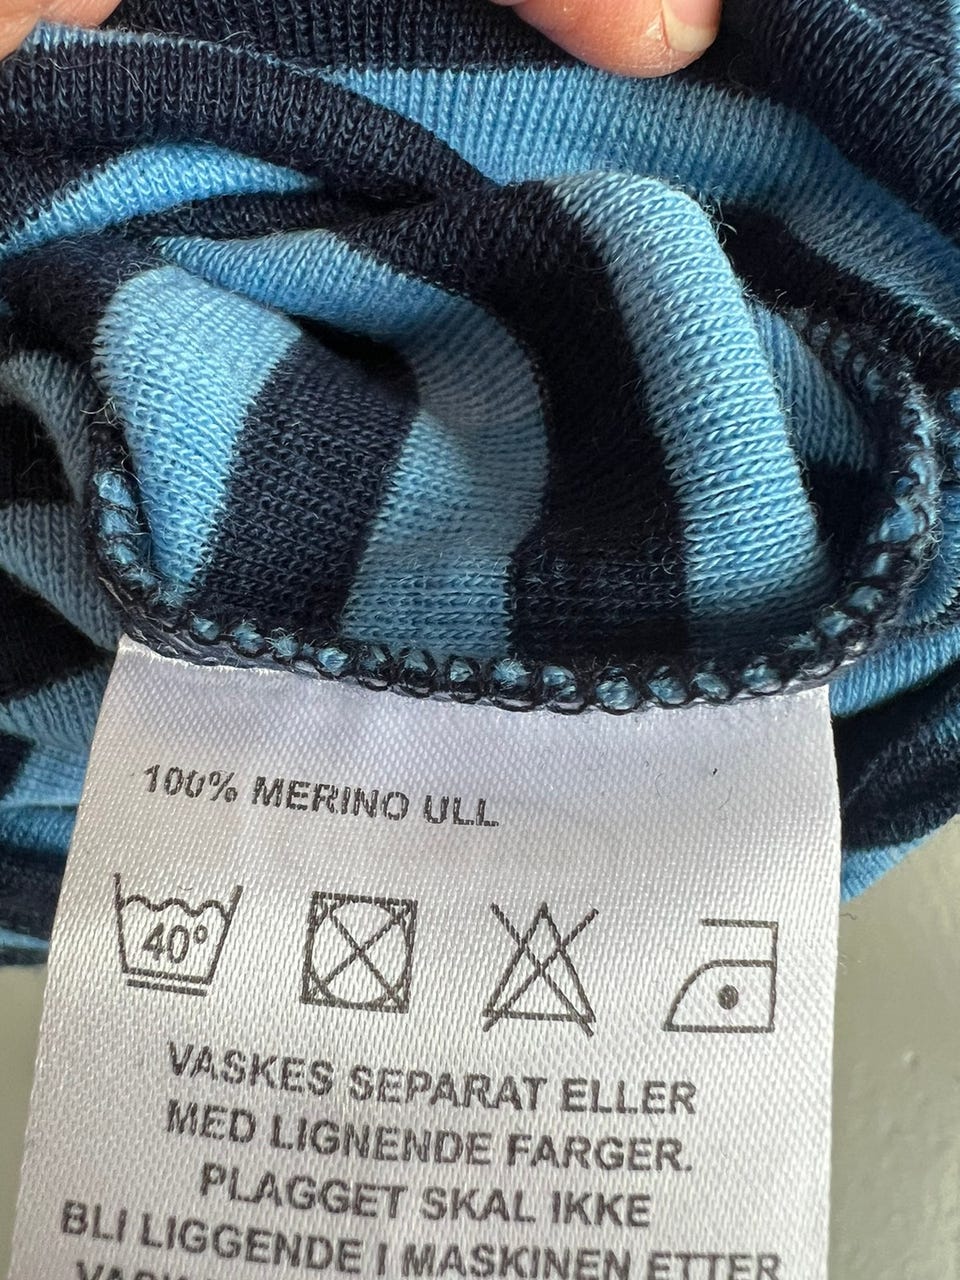 100% MERINO ULL
40°
VASKES SEPARAT ELLER
MED LIGNENDE FARGER.
PLAGGET SKAL IKKE
BLI LIGGENDE I MASKINEN ETTER